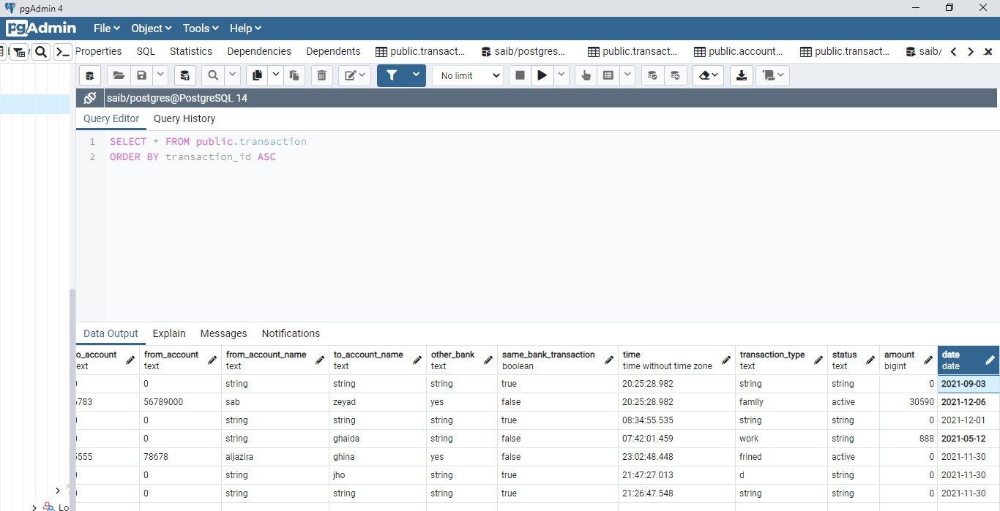 pgAdmin 4
pgAdmin File Object Tools Help
Properties SQL Statistics Dependencies Dependents public.transact... saib/postgres... public.transact... public.account... public.transact... saib/
No limit
saib/postgres@PostgreSQL 14
Query Editor Query History
1 SELECT * FROM public.transaction
2 ORDER BY transaction_id ASC
Data Output Explain Messages Notifications
o_account from_account from_account_name to_account_name other_bank same_bank_transaction time transaction_type status amount date
ext text text text text boolean time without time zone text text bigint date
0 string string string true 20:25:28.982 string string 0 2021-09-03
783 56789000 sab zeyad yes false 20:25:28.982 famlly active 30590 2021-12-06
0 string string string true 08:34:55.535 string string 0 2021-12-01
0 string ghaida string false 07:42:01.459 work string 888 2021-05-12
555 78678 aljazira ghina yes false 23:02:48.448 frined active 0 2021-11-30
0 string jho string true 21:47:27.013 d string 0 2021-11-30
0 string string string true 21:26:47.548 string string 0 2021-11-30
Lo